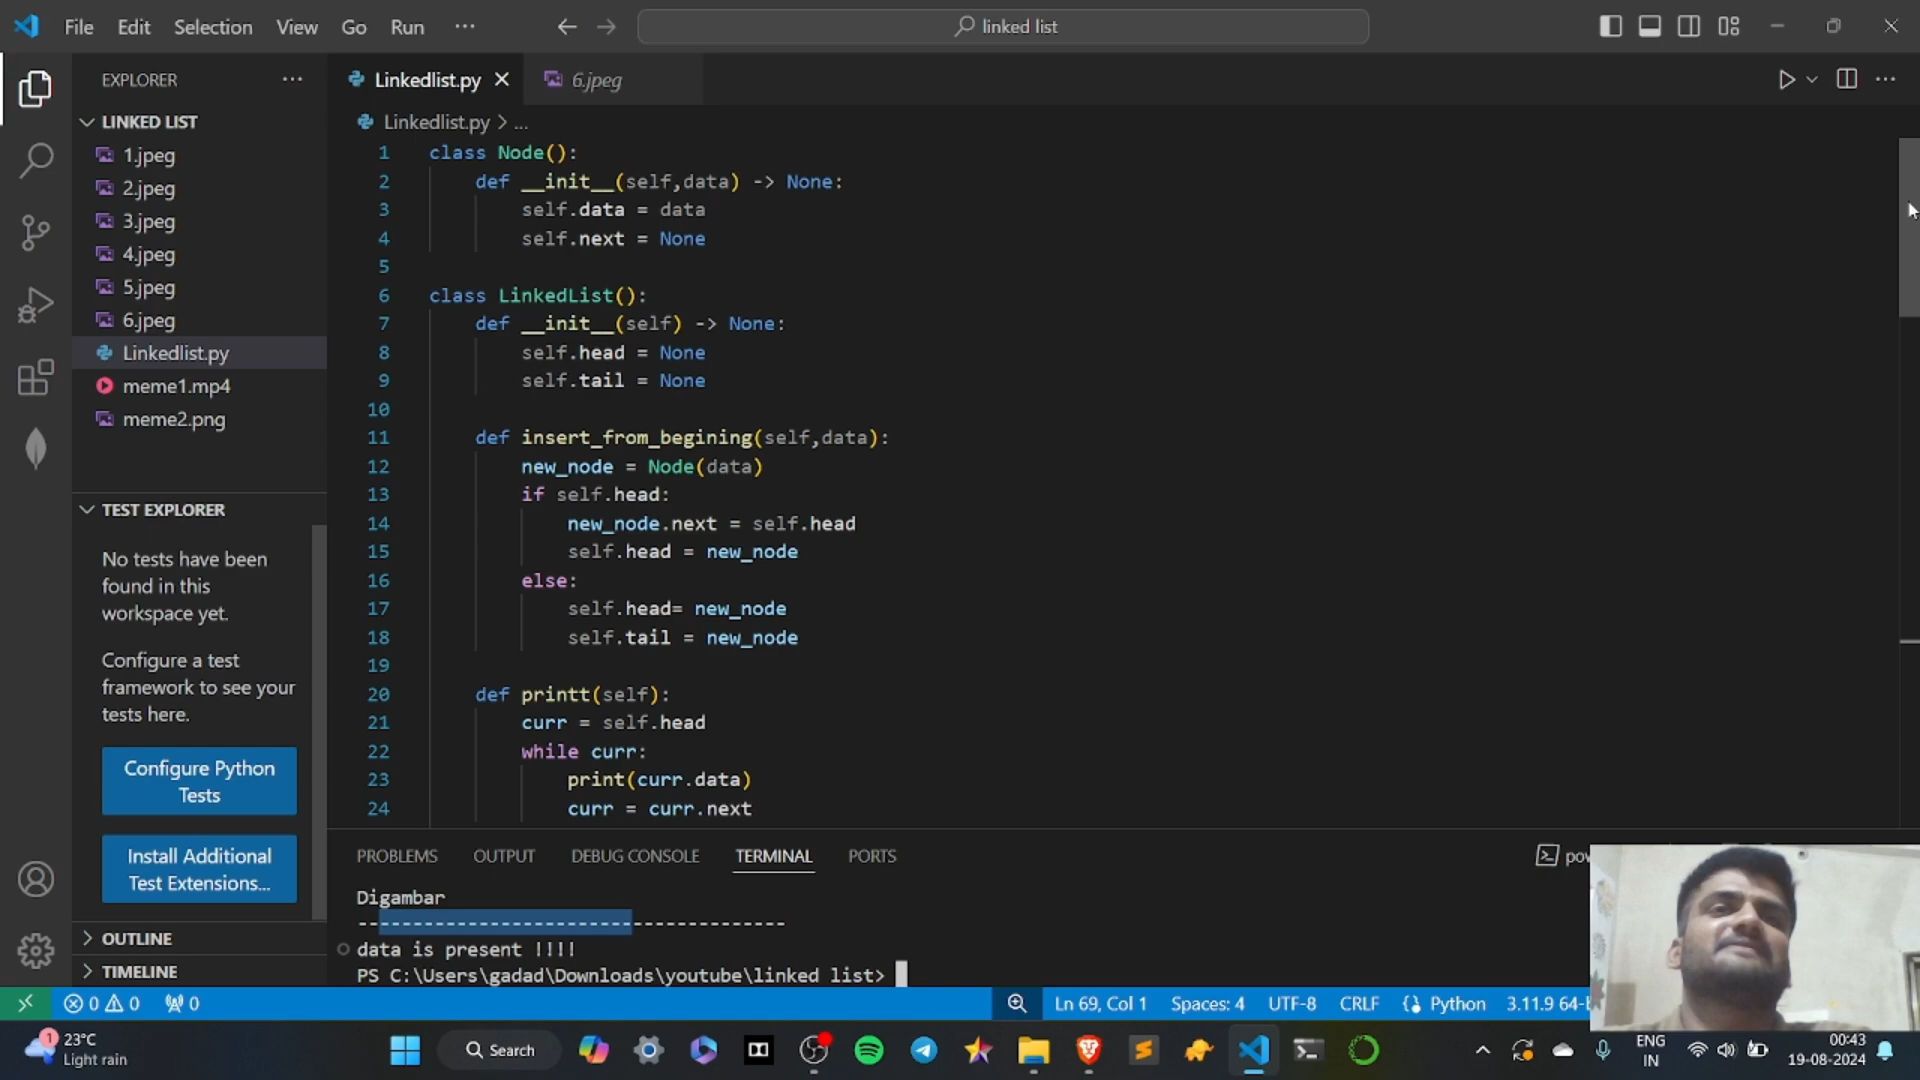 File Edit Selection View Go Run ...
linked list
EXPLORER ...
LINKED LIST
1.jpeg
2.jpeg
3.jpeg
4.jpeg
5.jpeg
6.jpeg
Linkedlist.py
meme1.mp4
meme2.png
TEST EXPLORER
No tests have been
found in this
workspace yet.
Configure a test
framework to see your
tests here.
Configure Python
Tests
Install Additional
Test Extensions...
OUTLINE
TIMELINE
Linkedlist.py 6.jpeg
Linkedlist.py > ...
1 class Node():
2 def __init__(self,data) -> None:
3 self.data = data
4 self.next = None
5
6 class LinkedList():
7 def __init__(self) -> None:
8 self.head = None
9 self.tail = None
10
11 def insert_from_begining(self,data):
12 new_node = Node(data)
13 if self.head:
14 new_node.next = self.head
15 self.head = new_node
16 else:
17 self.head= new_node
18 self.tail = new_node
19
20 def printt(self):
21 curr = self.head
22 while curr:
23 print(curr.data)
24 curr = curr.next
PROBLEMS OUTPUT DEBUG CONSOLE TERMINAL PORTS
Digambar
-------------------------------------
data is present !!!!
PS C:\Users\gadad\Downloads\youtube\linked list>
0 0 0 Ln 69, Col 1 Spaces: 4 UTF-8 CRLF Python 3.11.9
1 23°C
Light rain
Search
ENG
IN
00:43
19-08-2024